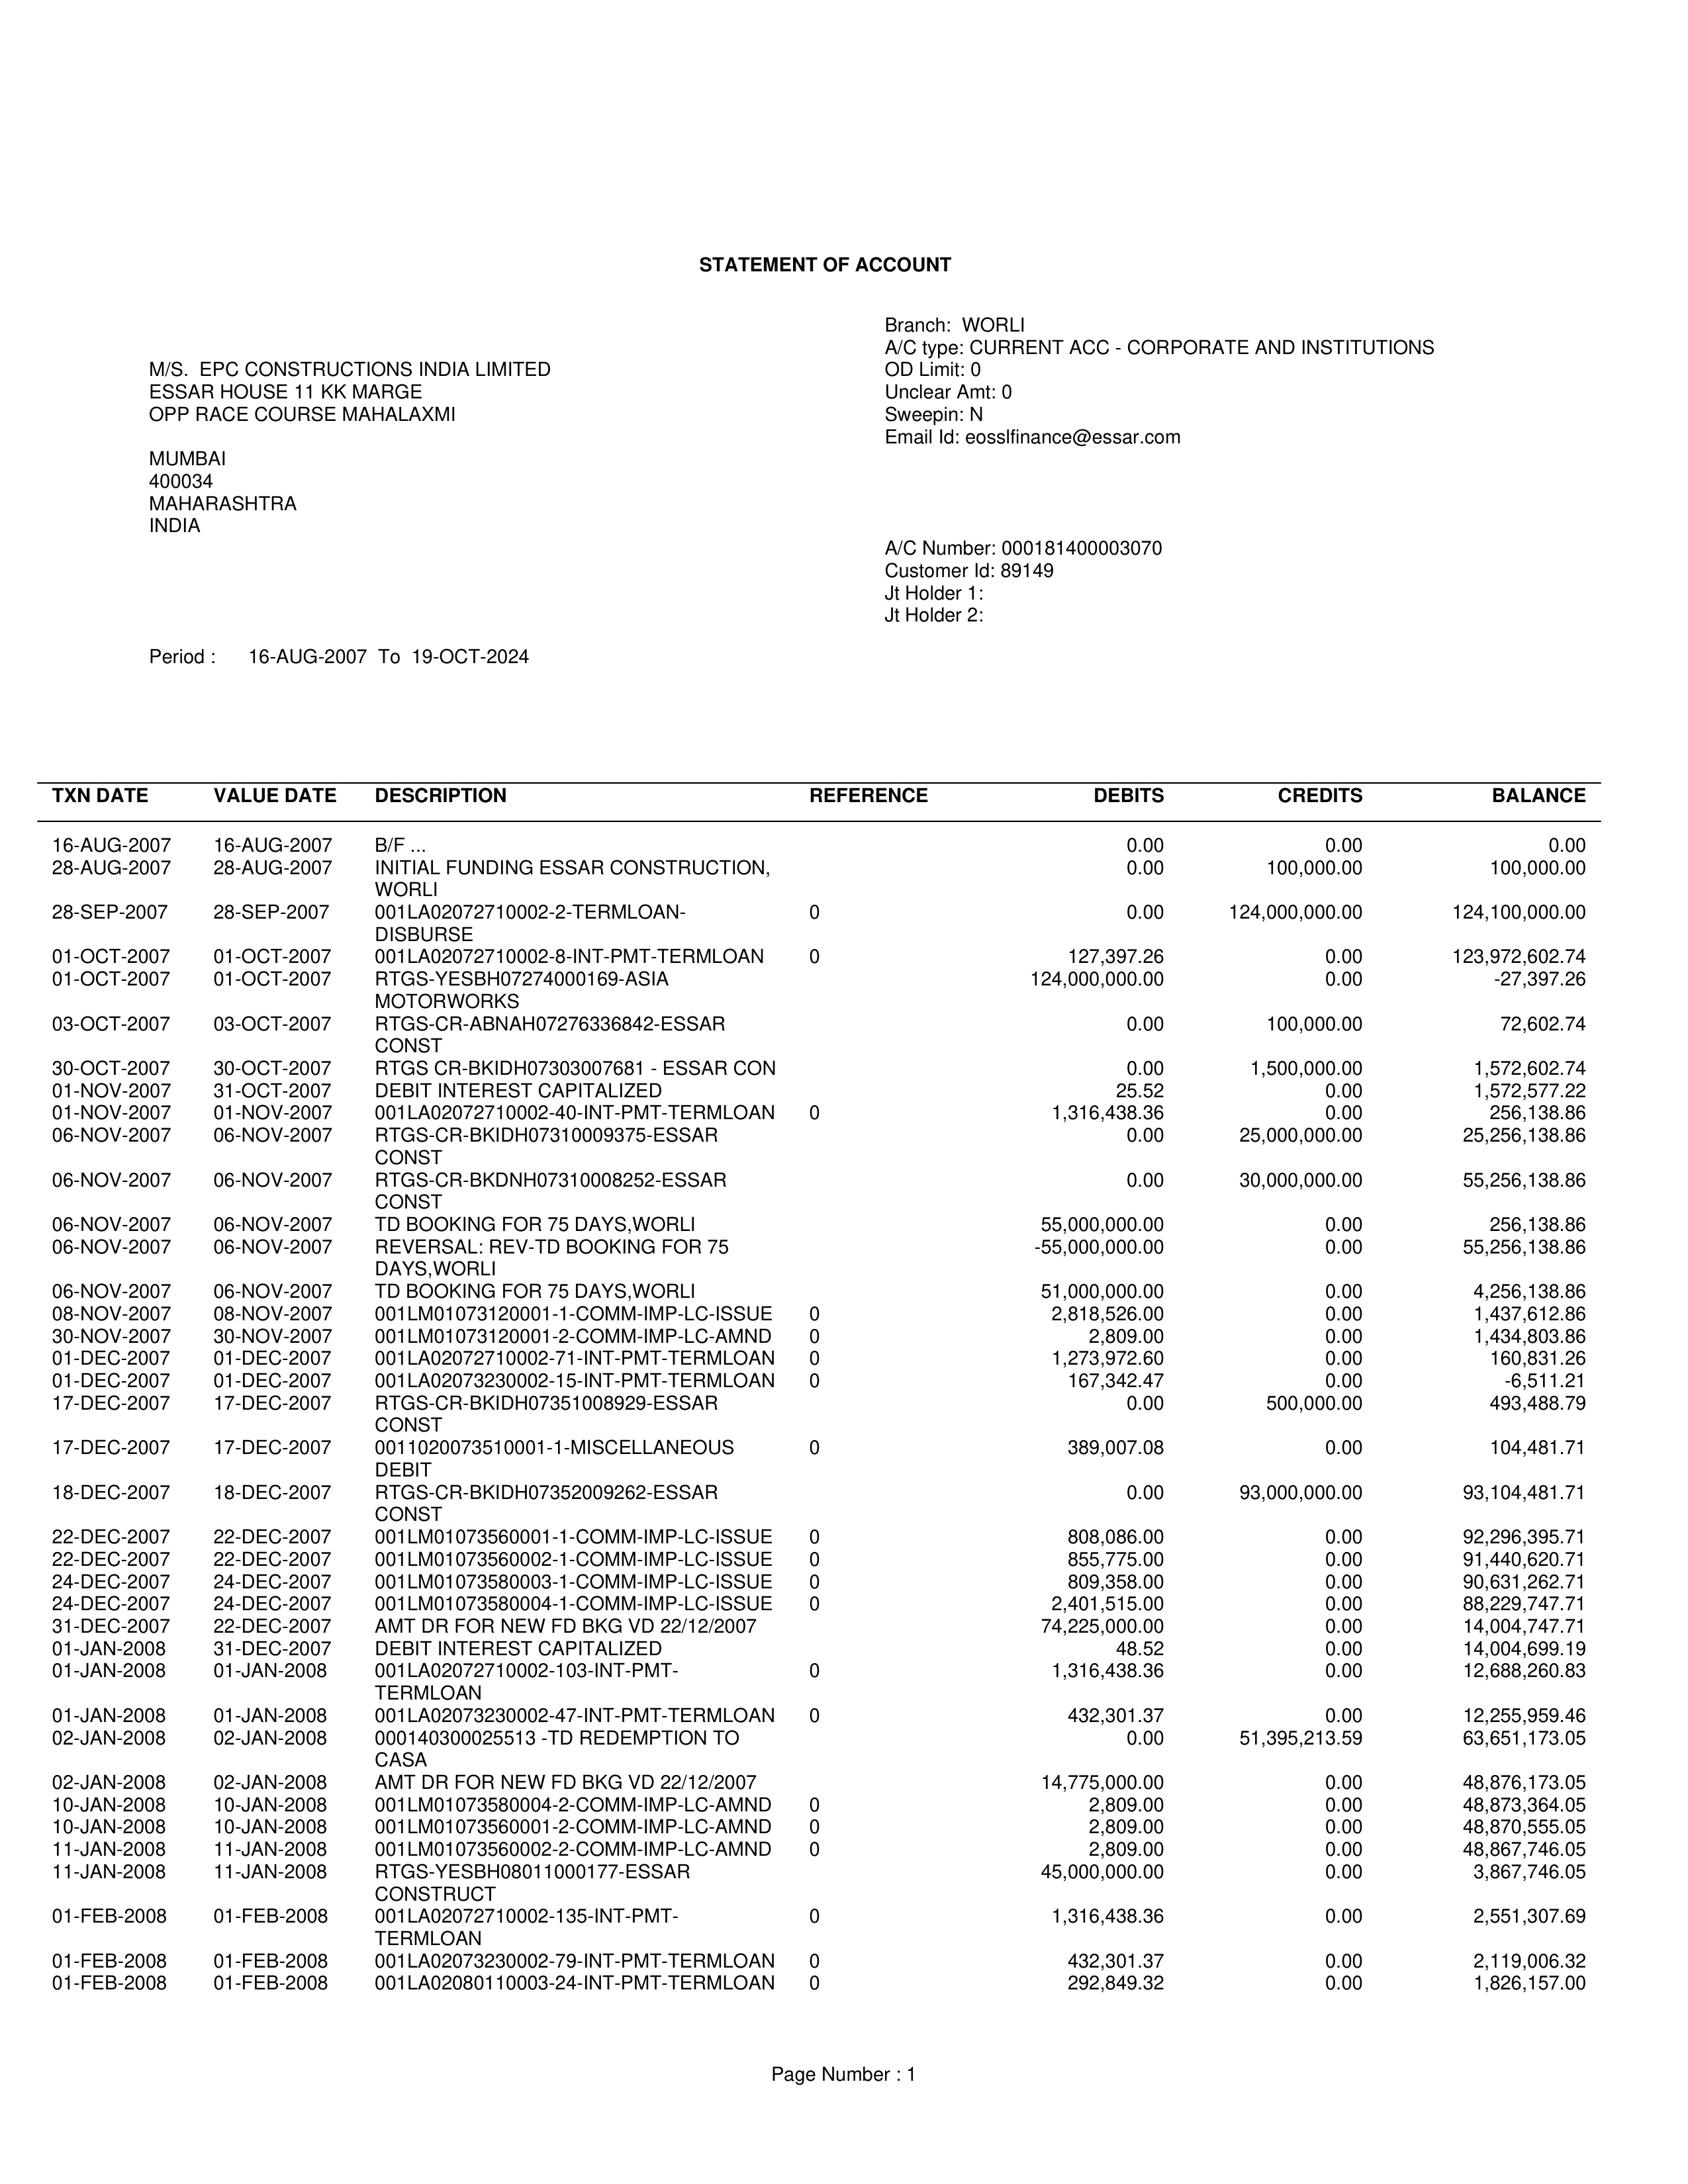 STATEMENT OF ACCOUNT
Branch: WORLI
A/C type: CURRENT ACC - CORPORATE AND INSTITUTIONS
M/S. EPC CONSTRUCTIONS INDIA LIMITED OD Limit: 0
ESSAR HOUSE 11 KK MARGE Unclear Amt: 0
OPP RACE COURSE MAHALAXMI Sweepin: N
Email Id: eosslfinance@essar.com
MUMBAI
400034
MAHARASHTRA
INDIA
A/C Number: 000181400003070
Customer Id: 89149
Jt Holder 1:
Jt Holder 2:
Period : 16-AUG-2007 To 19-OCT-2024
TXN DATE VALUE DATE DESCRIPTION REFERENCE DEBITS CREDITS BALANCE
16-AUG-2007 16-AUG-2007 B/F ... 0.00 0.00 0.00
28-AUG-2007 28-AUG-2007 INITIAL FUNDING ESSAR CONSTRUCTION, 0.00 100,000.00 100,000.00
WORLI
28-SEP-2007 28-SEP-2007 001LA02072710002-2-TERMLOAN- 0 0.00 124,000,000.00 124,100,000.00
DISBURSE
01-OCT-2007 01-OCT-2007 001LA02072710002-8-INT-PMT-TERMLOAN 0 127,397.26 0.00 123,972,602.74
01-OCT-2007 01-OCT-2007 RTGS-YESBH07274000169-ASIA 124,000,000.00 0.00 -27,397.26
MOTORWORKS
03-OCT-2007 03-OCT-2007 RTGS-CR-ABNAH07276336842-ESSAR 0.00 100,000.00 72,602.74
CONST
30-OCT-2007 30-OCT-2007 RTGS CR-BKIDH07303007681 - ESSAR CON 0.00 1,500,000.00 1,572,602.74
01-NOV-2007 31-OCT-2007 DEBIT INTEREST CAPITALIZED 25.52 0.00 1,572,577.22
01-NOV-2007 01-NOV-2007 001LA02072710002-40-INT-PMT-TERMLOAN 0 1,316,438.36 0.00 256,138.86
06-NOV-2007 06-NOV-2007 RTGS-CR-BKIDH07310009375-ESSAR 0.00 25,000,000.00 25,256,138.86
CONST
06-NOV-2007 06-NOV-2007 RTGS-CR-BKDNH07310008252-ESSAR 0.00 30,000,000.00 55,256,138.86
CONST
06-NOV-2007 06-NOV-2007 TD BOOKING FOR 75 DAYS,WORLI 55,000,000.00 0.00 256,138.86
06-NOV-2007 06-NOV-2007 REVERSAL: REV-TD BOOKING FOR 75 -55,000,000.00 0.00 55,256,138.86
DAYS,WORLI
06-NOV-2007 06-NOV-2007 TD BOOKING FOR 75 DAYS,WORLI 51,000,000.00 0.00 4,256,138.86
08-NOV-2007 08-NOV-2007 001LM01073120001-1-COMM-IMP-LC-ISSUE 0 2,818,526.00 0.00 1,437,612.86
30-NOV-2007 30-NOV-2007 001LM01073120001-2-COMM-IMP-LC-AMND 0 2,809.00 0.00 1,434,803.86
01-DEC-2007 01-DEC-2007 001LA02072710002-71-INT-PMT-TERMLOAN 0 1,273,972.60 0.00 160,831.26
01-DEC-2007 01-DEC-2007 001LA02073230002-15-INT-PMT-TERMLOAN 0 167,342.47 0.00 -6,511.21
17-DEC-2007 17-DEC-2007 RTGS-CR-BKIDH07351008929-ESSAR 0.00 500,000.00 493,488.79
CONST
17-DEC-2007 17-DEC-2007 0011020073510001-1-MISCELLANEOUS 0 389,007.08 0.00 104,481.71
DEBIT
18-DEC-2007 18-DEC-2007 RTGS-CR-BKIDH07352009262-ESSAR 0.00 93,000,000.00 93,104,481.71
CONST
22-DEC-2007 22-DEC-2007 001LM01073560001-1-COMM-IMP-LC-ISSUE 0 808,086.00 0.00 92,296,395.71
22-DEC-2007 22-DEC-2007 001LM01073560002-1-COMM-IMP-LC-ISSUE 0 855,775.00 0.00 91,440,620.71
24-DEC-2007 24-DEC-2007 001LM01073580003-1-COMM-IMP-LC-ISSUE 0 809,358.00 0.00 90,631,262.71
24-DEC-2007 24-DEC-2007 001LM01073580004-1-COMM-IMP-LC-ISSUE 0 2,401,515.00 0.00 88,229,747.71
31-DEC-2007 22-DEC-2007 AMT DR FOR NEW FD BKG VD 22/12/2007 74,225,000.00 0.00 14,004,747.71
01-JAN-2008 31-DEC-2007 DEBIT INTEREST CAPITALIZED 48.52 0.00 14,004,699.19
01-JAN-2008 01-JAN-2008 001LA02072710002-103-INT-PMT- 0 1,316,438.36 0.00 12,688,260.83
TERMLOAN
01-JAN-2008 01-JAN-2008 001LA02073230002-47-INT-PMT-TERMLOAN 0 432,301.37 0.00 12,255,959.46
02-JAN-2008 02-JAN-2008 000140300025513 -TD REDEMPTION TO 0.00 51,395,213.59 63,651,173.05
CASA
02-JAN-2008 02-JAN-2008 AMT DR FOR NEW FD BKG VD 22/12/2007 14,775,000.00 0.00 48,876,173.05
10-JAN-2008 10-JAN-2008 001LM01073580004-2-COMM-IMP-LC-AMND 0 2,809.00 0.00 48,873,364.05
10-JAN-2008 10-JAN-2008 001LM01073560001-2-COMM-IMP-LC-AMND 0 2,809.00 0.00 48,870,555.05
11-JAN-2008 11-JAN-2008 001LM01073560002-2-COMM-IMP-LC-AMND 0 2,809.00 0.00 48,867,746.05
11-JAN-2008 11-JAN-2008 RTGS-YESBH08011000177-ESSAR 45,000,000.00 0.00 3,867,746.05
CONSTRUCT
01-FEB-2008 01-FEB-2008 001LA02072710002-135-INT-PMT- 0 1,316,438.36 0.00 2,551,307.69
TERMLOAN
01-FEB-2008 01-FEB-2008 001LA02073230002-79-INT-PMT-TERMLOAN 0 432,301.37 0.00 2,119,006.32
01-FEB-2008 01-FEB-2008 001LA02080110003-24-INT-PMT-TERMLOAN 0 292,849.32 0.00 1,826,157.00
Page Number : 1